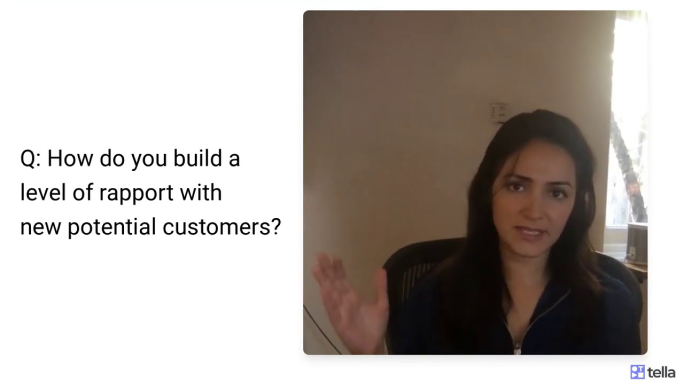 Q: How do you build a
level of rapport with
new potential customers?
tella